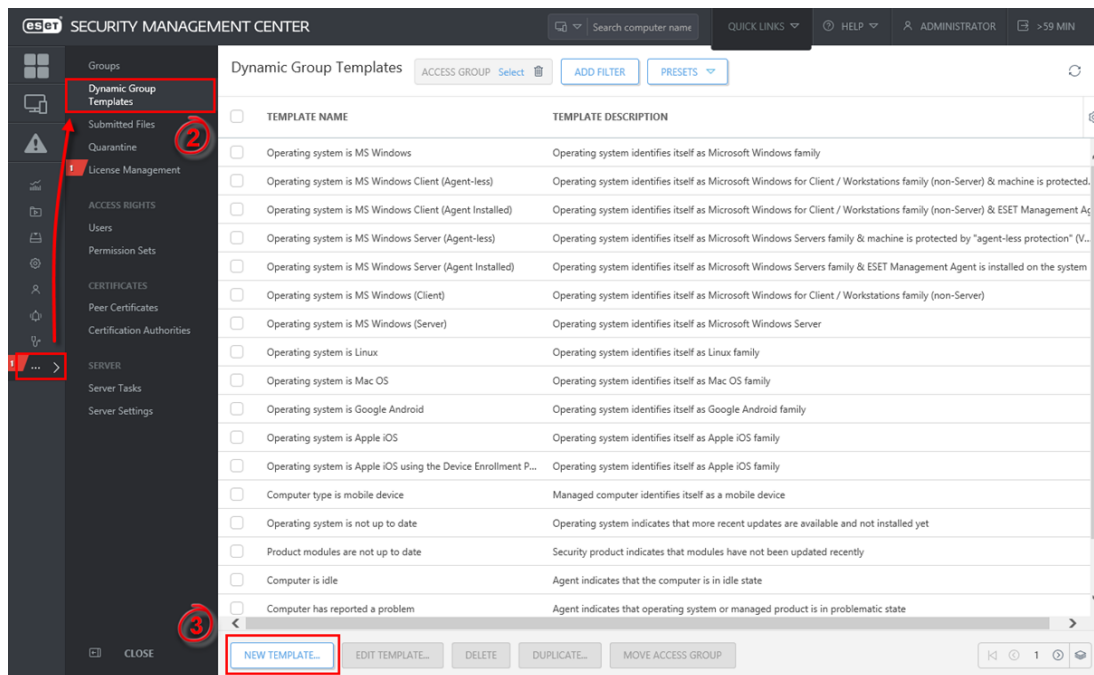 eset SECURITY MANAGEMENT CENTER
Search computer name
QUICK LINKS
HELP
ADMINISTRATOR
>59 MIN
Groups
Dynamic Group
Templates
Submitted Files
Quarantine
1
License Management
ACCESS RIGHTS
Users
Permission Sets
CERTIFICATES
Peer Certificates
Certification Authorities
SERVER
Server Tasks
Server Settings
1 ...
2
3
CLOSE
Dynamic Group Templates
ACCESS GROUP Select
ADD FILTER
PRESETS
TEMPLATE NAME TEMPLATE DESCRIPTION
Operating system is MS Windows Operating system identifies itself as Microsoft Windows family
Operating system is MS Windows Client (Agent-less) Operating system identifies itself as Microsoft Windows for Client / Workstations family (non-Server) & machine is protected.
Operating system is MS Windows Client (Agent Installed) Operating system identifies itself as Microsoft Windows for Client / Workstations family (non-Server) & ESET Management Ag
Operating system is MS Windows Server (Agent-less) Operating system identifies itself as Microsoft Windows Servers family & machine is protected by "agent-less protection" (V...
Operating system is MS Windows Server (Agent Installed) Operating system identifies itself as Microsoft Windows Servers family & ESET Management Agent is installed on the system
Operating system is MS Windows (Client) Operating system identifies itself as Microsoft Windows for Client / Workstations family (non-Server)
Operating system is MS Windows (Server) Operating system identifies itself as Microsoft Windows Server
Operating system is Linux Operating system identifies itself as Linux family
Operating system is Mac OS Operating system identifies itself as Mac OS family
Operating system is Google Android Operating system identifies itself as Google Android family
Operating system is Apple iOS Operating system identifies itself as Apple iOS family
Operating system is Apple iOS using the Device Enrollment P... Operating system identifies itself as Apple iOS family
Computer type is mobile device Managed computer identifies itself as a mobile device
Operating system is not up to date Operating system indicates that more recent updates are available and not installed yet
Product modules are not up to date Security product indicates that modules have not been updated recently
Computer is idle Agent indicates that the computer is in idle state
Computer has reported a problem Agent indicates that operating system or managed product is in problematic state
NEW TEMPLATE...
EDIT TEMPLATE...
DELETE
DUPLICATE...
MOVE ACCESS GROUP
1